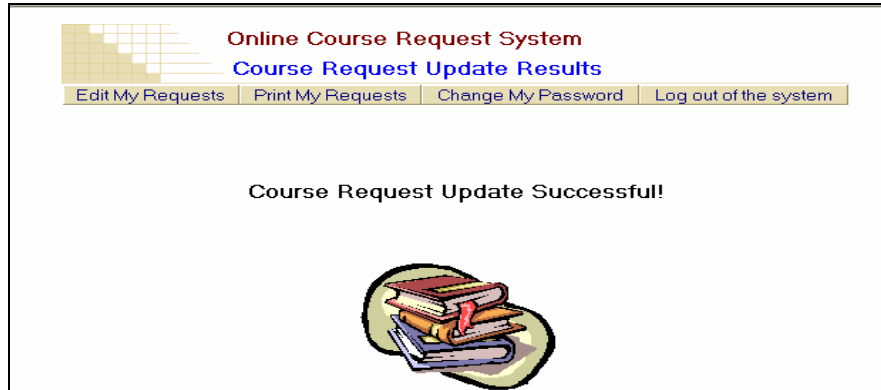 Online Course Request System
Course Request Update Results
Edit My Requests Print My Requests Change My Password Log out of the system
Course Request Update Successful!